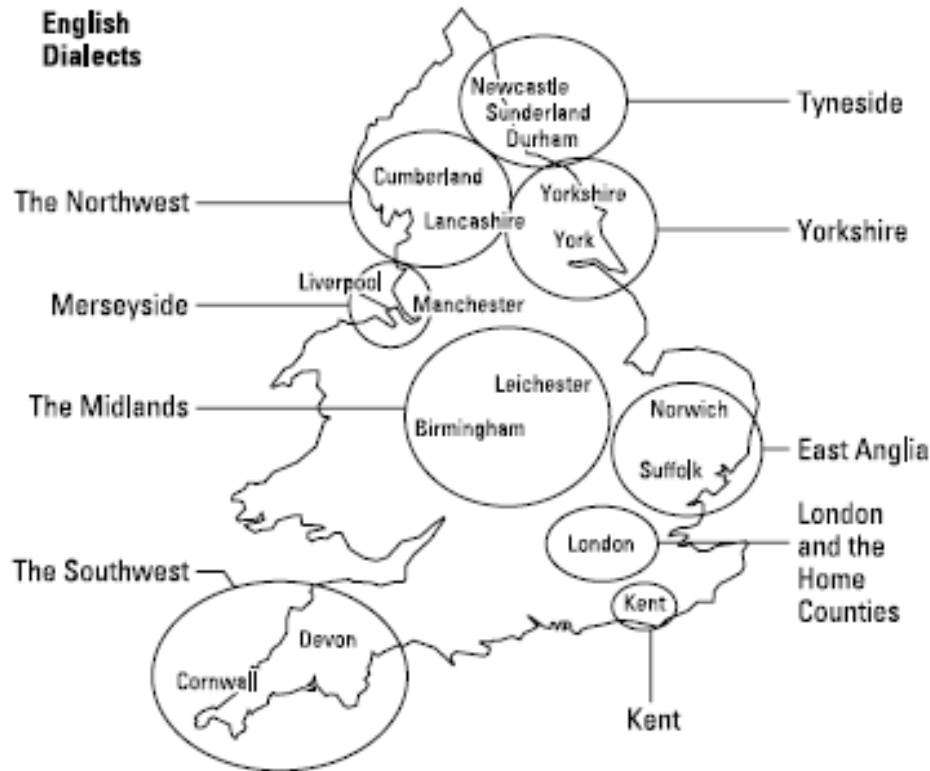 English
Dialects
Newcastle
Sunderland
Durham
Tyneside
Cumberland
Lancashire
The Northwest
Yorkshire
York
Yorkshire
Liverpool
Manchester
Merseyside
Leichester
Birmingham
The Midlands
Norwich
Suffolk
East Anglia
London
London
and the
Home
Counties
The Southwest
Devon
Cornwall
Kent
Kent